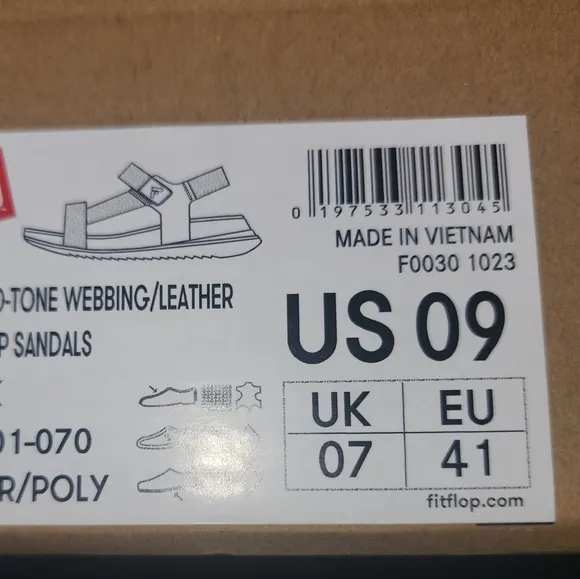 0 197533 113045
MADE IN VIETNAM
F0030 1023
O-TONE WEBBING/LEATHER
P SANDALS
US 09
01-070
R/POLY
UK EU
07 41
fitflop.com